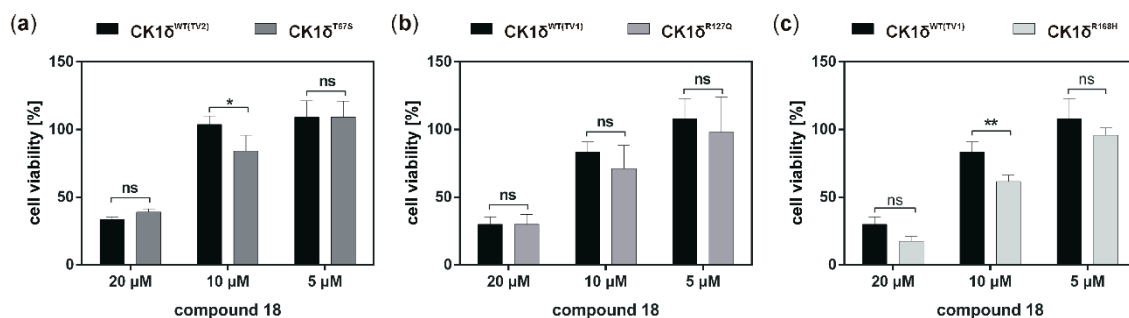 (a) CK1δWT(TV2) CK1δT67S
cell viability [%]
150
100
50
0
ns
*
ns
20 µM 10 µM 5 µM
compound 18
(b) CK1δWT(TV1) CK1δR127Q
cell viability [%]
150
100
50
0
ns
ns
ns
20 µM 10 µM 5 µM
compound 18
(c) CK1δWT(TV1) CK1δR168H
cell viability [%]
150
100
50
0
ns
**
ns
20 µM 10 µM 5 µM
compound 18